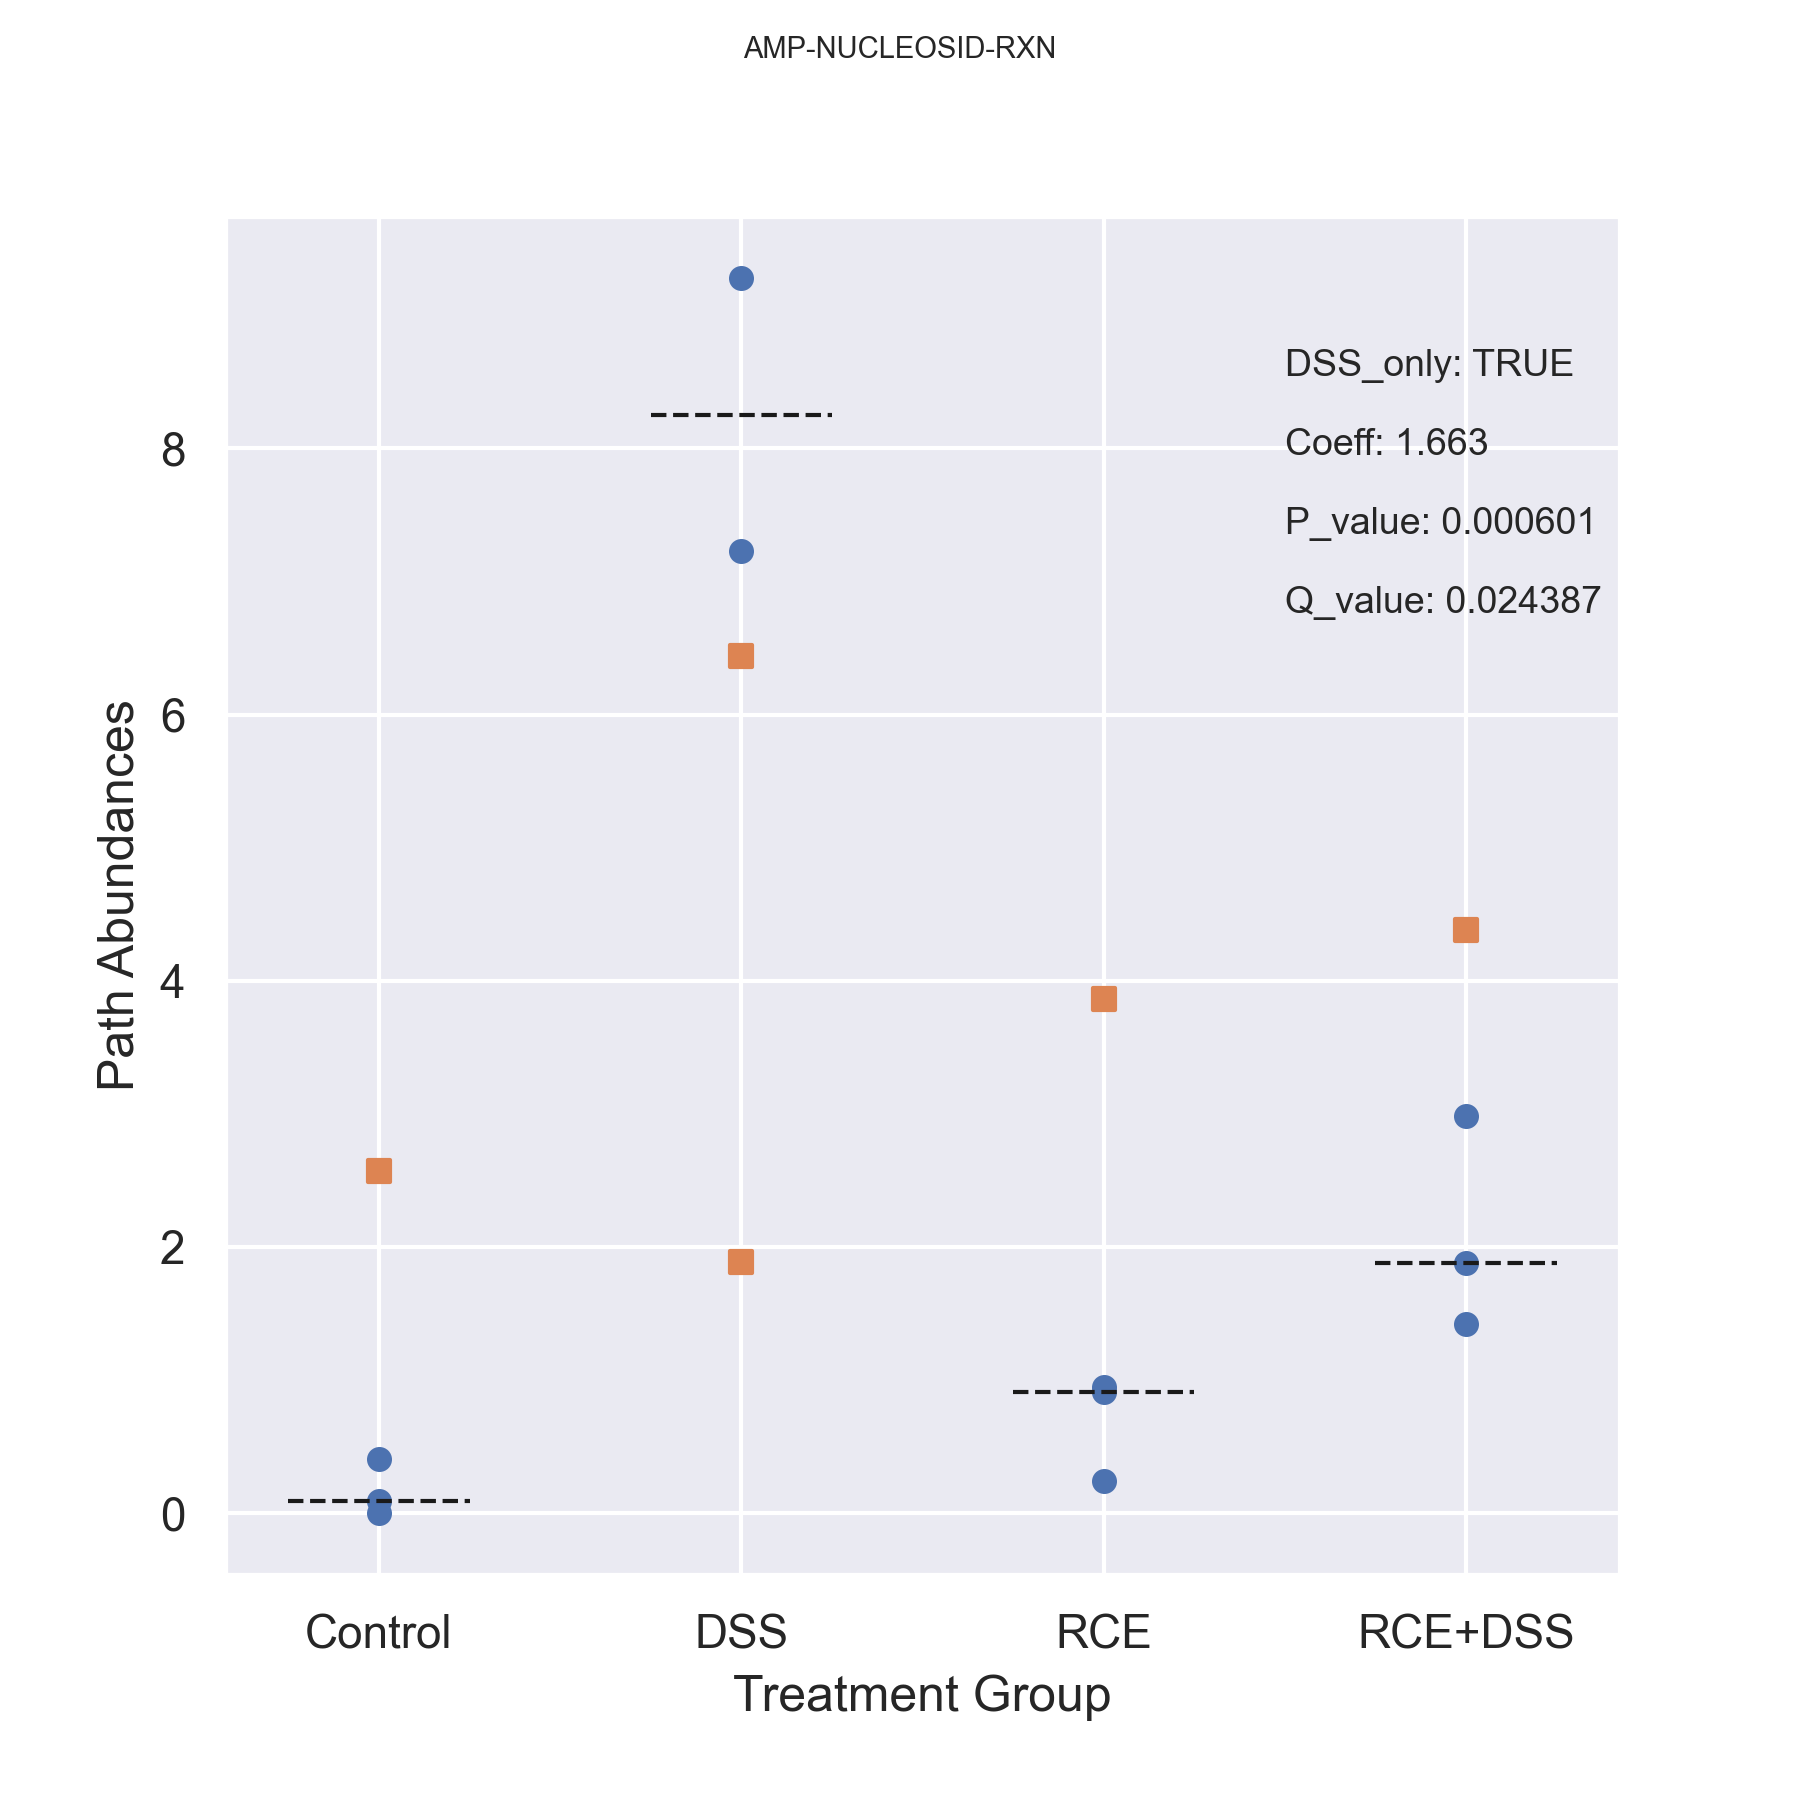 AMP-NUCLEOSID-RXN
DSS_only: TRUE
Coeff: 1.663
P_value: 0.000601
Q_value: 0.024387
Path Abundances
8
6
4
2
0
Control DSS RCE RCE+DSS
Treatment Group